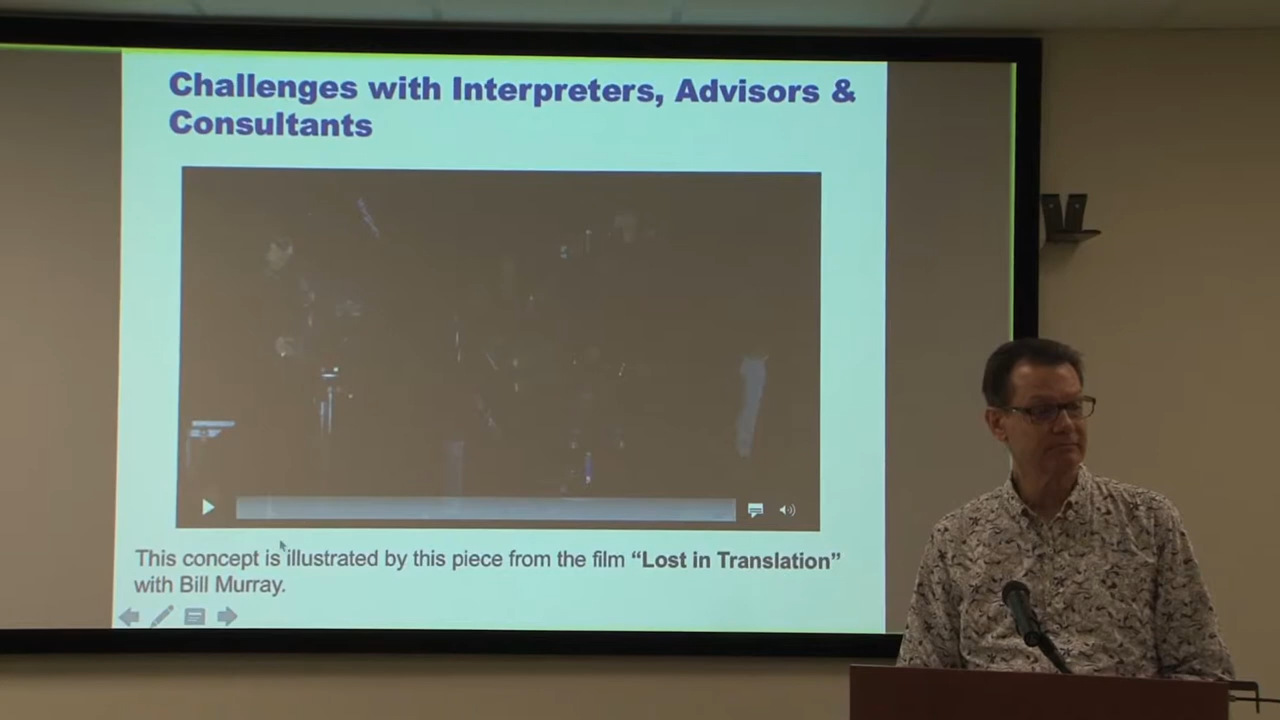 Challenges with Interpreters, Advisors &
Consultants
This concept is illustrated by this piece from the film “Lost in Translation”
with Bill Murray.